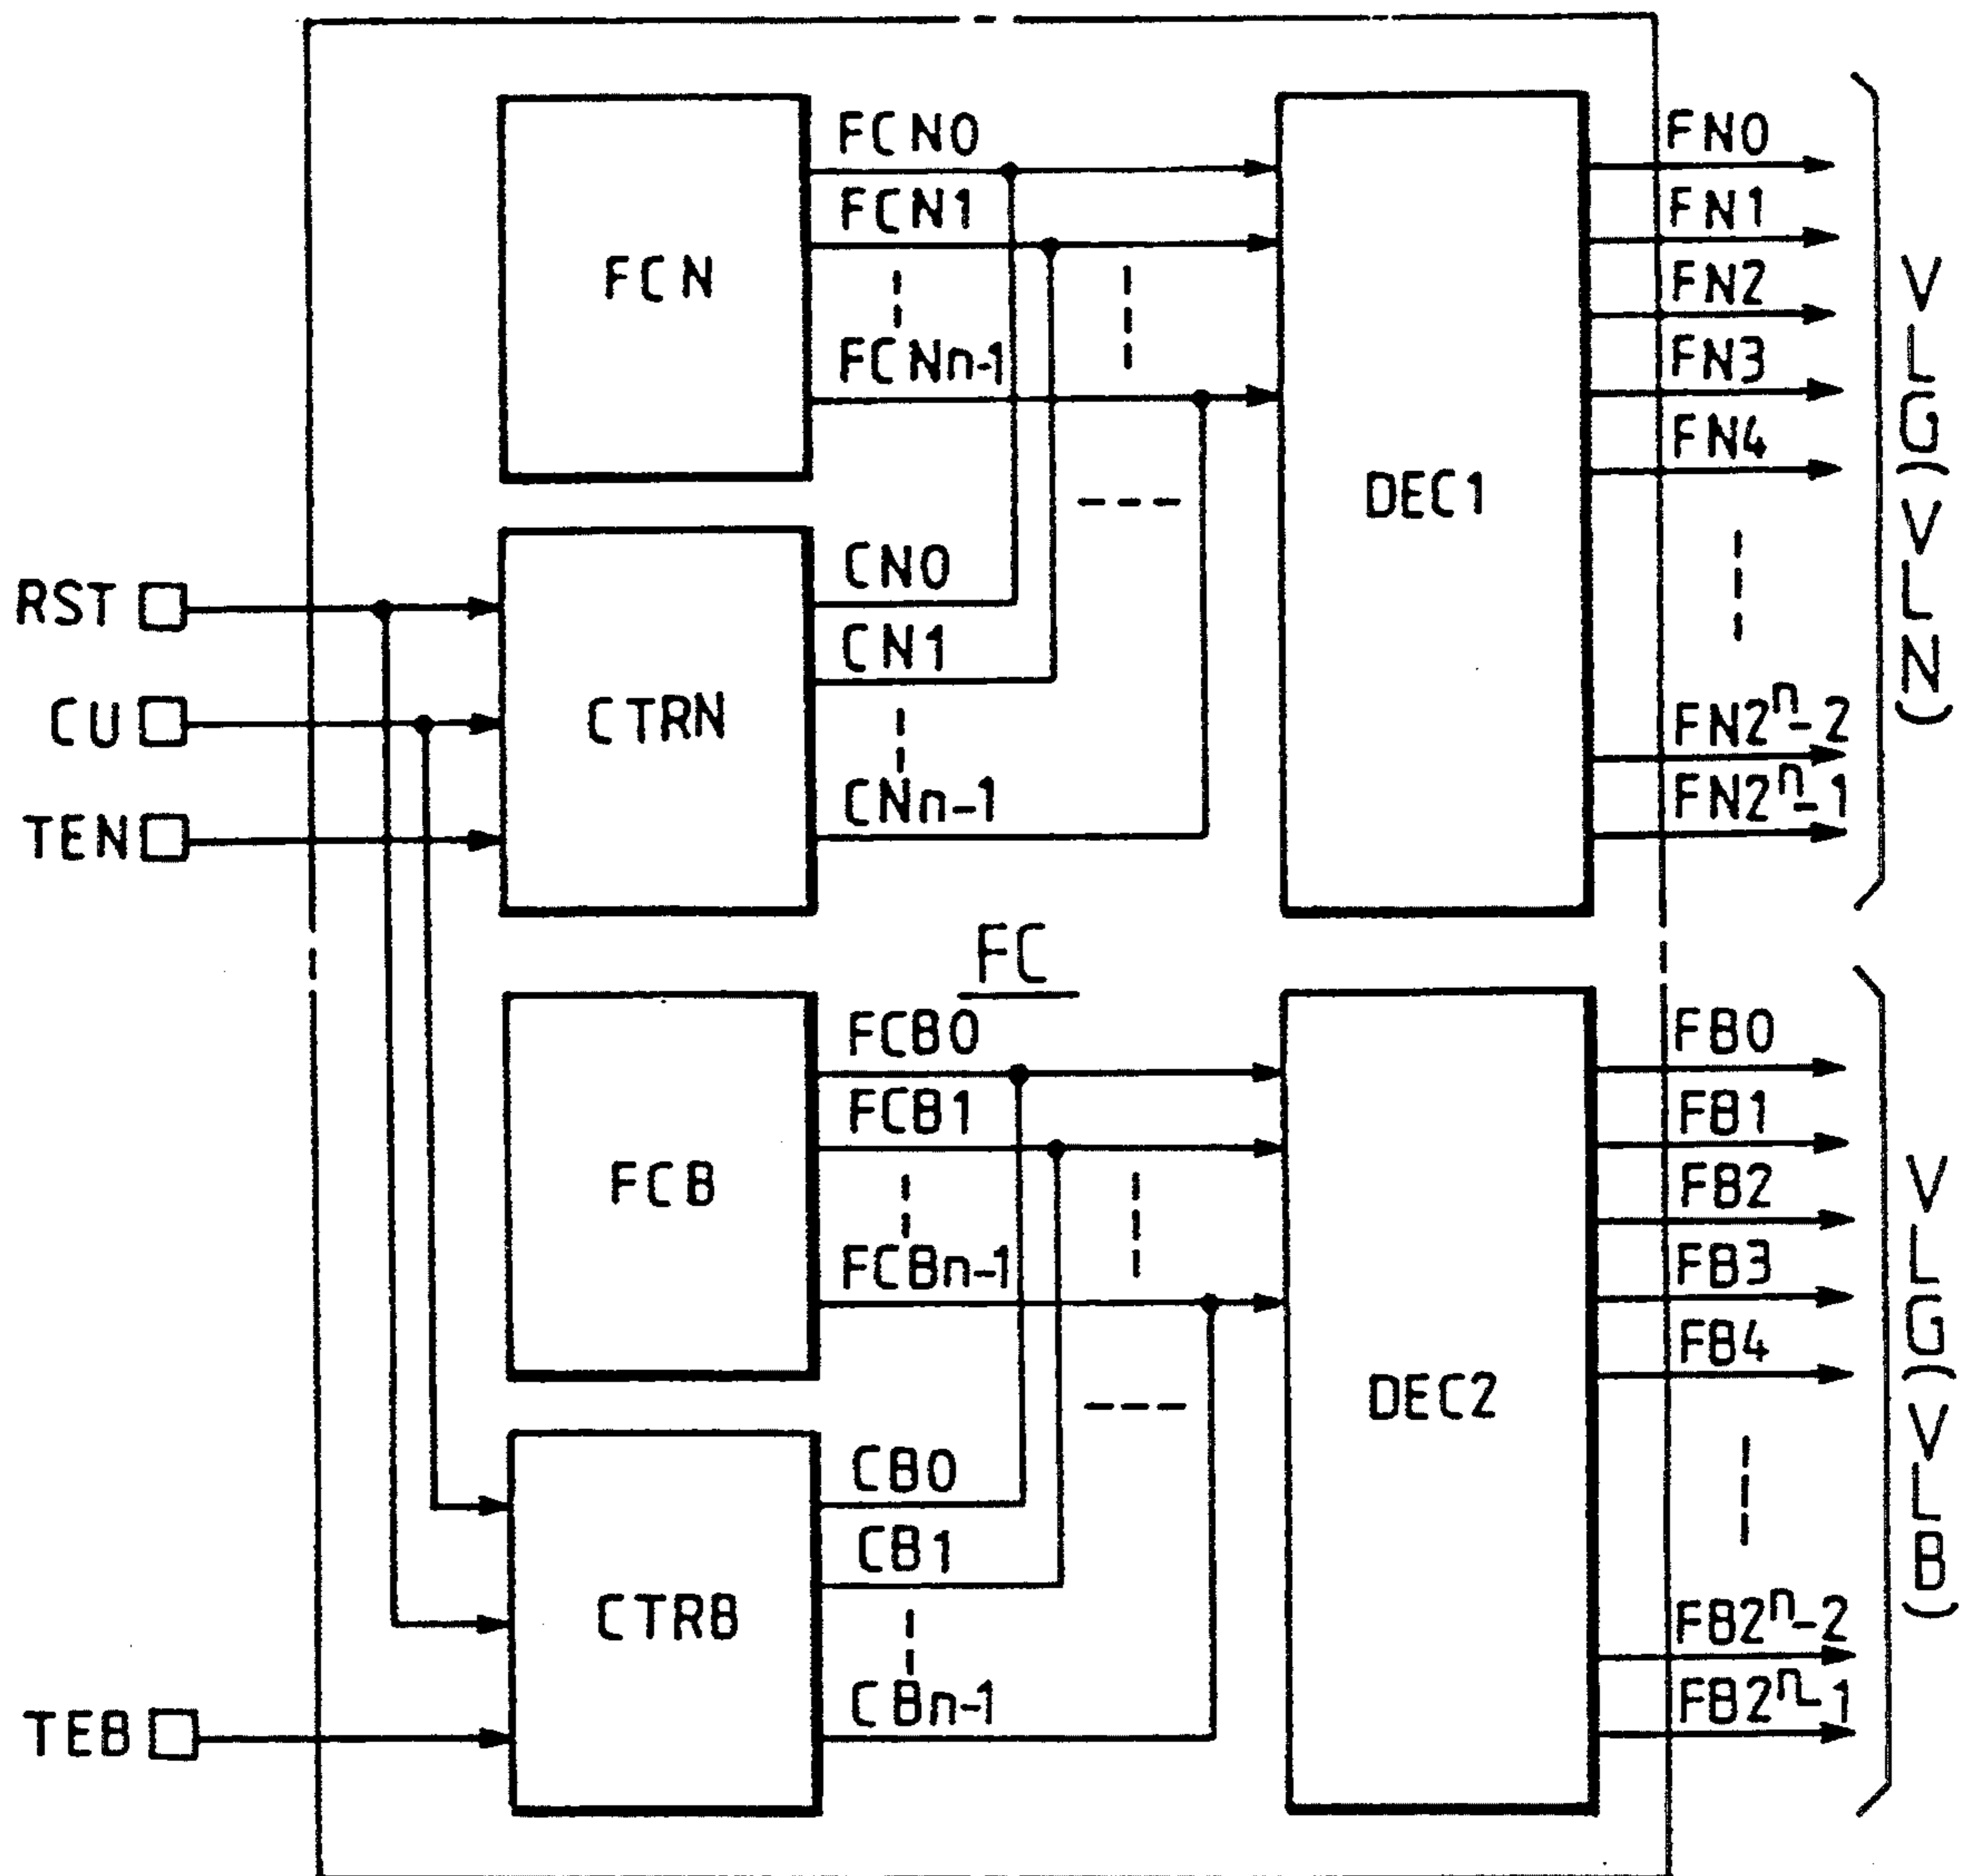 FCN
FCN0
FCN1
FCNn-1
DEC1
FN0
FN1
FN2
FN3
FN4
FN2ⁿ-2
FN2ⁿ-1
VLG(VLN)
RST
CU
TEN
CTRN
CN0
CN1
CNn-1
FC
FCB
FCB0
FCB1
FCBn-1
DEC2
FB0
FB1
FB2
FB3
FB4
FB2ⁿ-2
FB2ⁿ-1
VLG(VLB)
TEB
CTRB
CB0
CB1
CBn-1